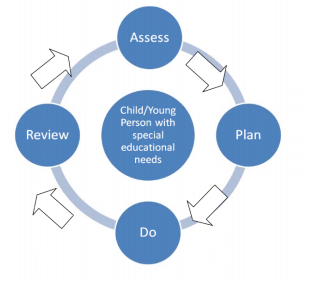 Assess
Plan
Do
Review
Child/Young
Person with
special
educational
needs